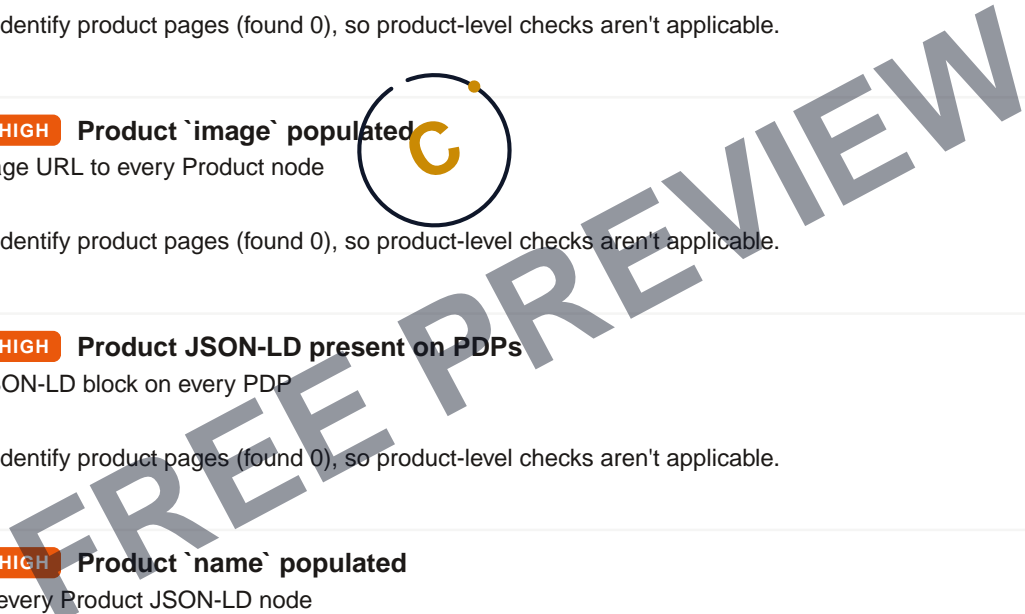 dentify product pages (found 0), so product-level checks aren't applicable.
HIGH Product `image` populated
ge URL to every Product node
C
dentify product pages (found 0), so product-level checks aren't applicable.
HIGH Product JSON-LD present on PDPs
ON-LD block on every PDP
dentify product pages (found 0), so product-level checks aren't applicable.
HIGH Product `name` populated
every Product JSON-LD node
FREE PREVIEW